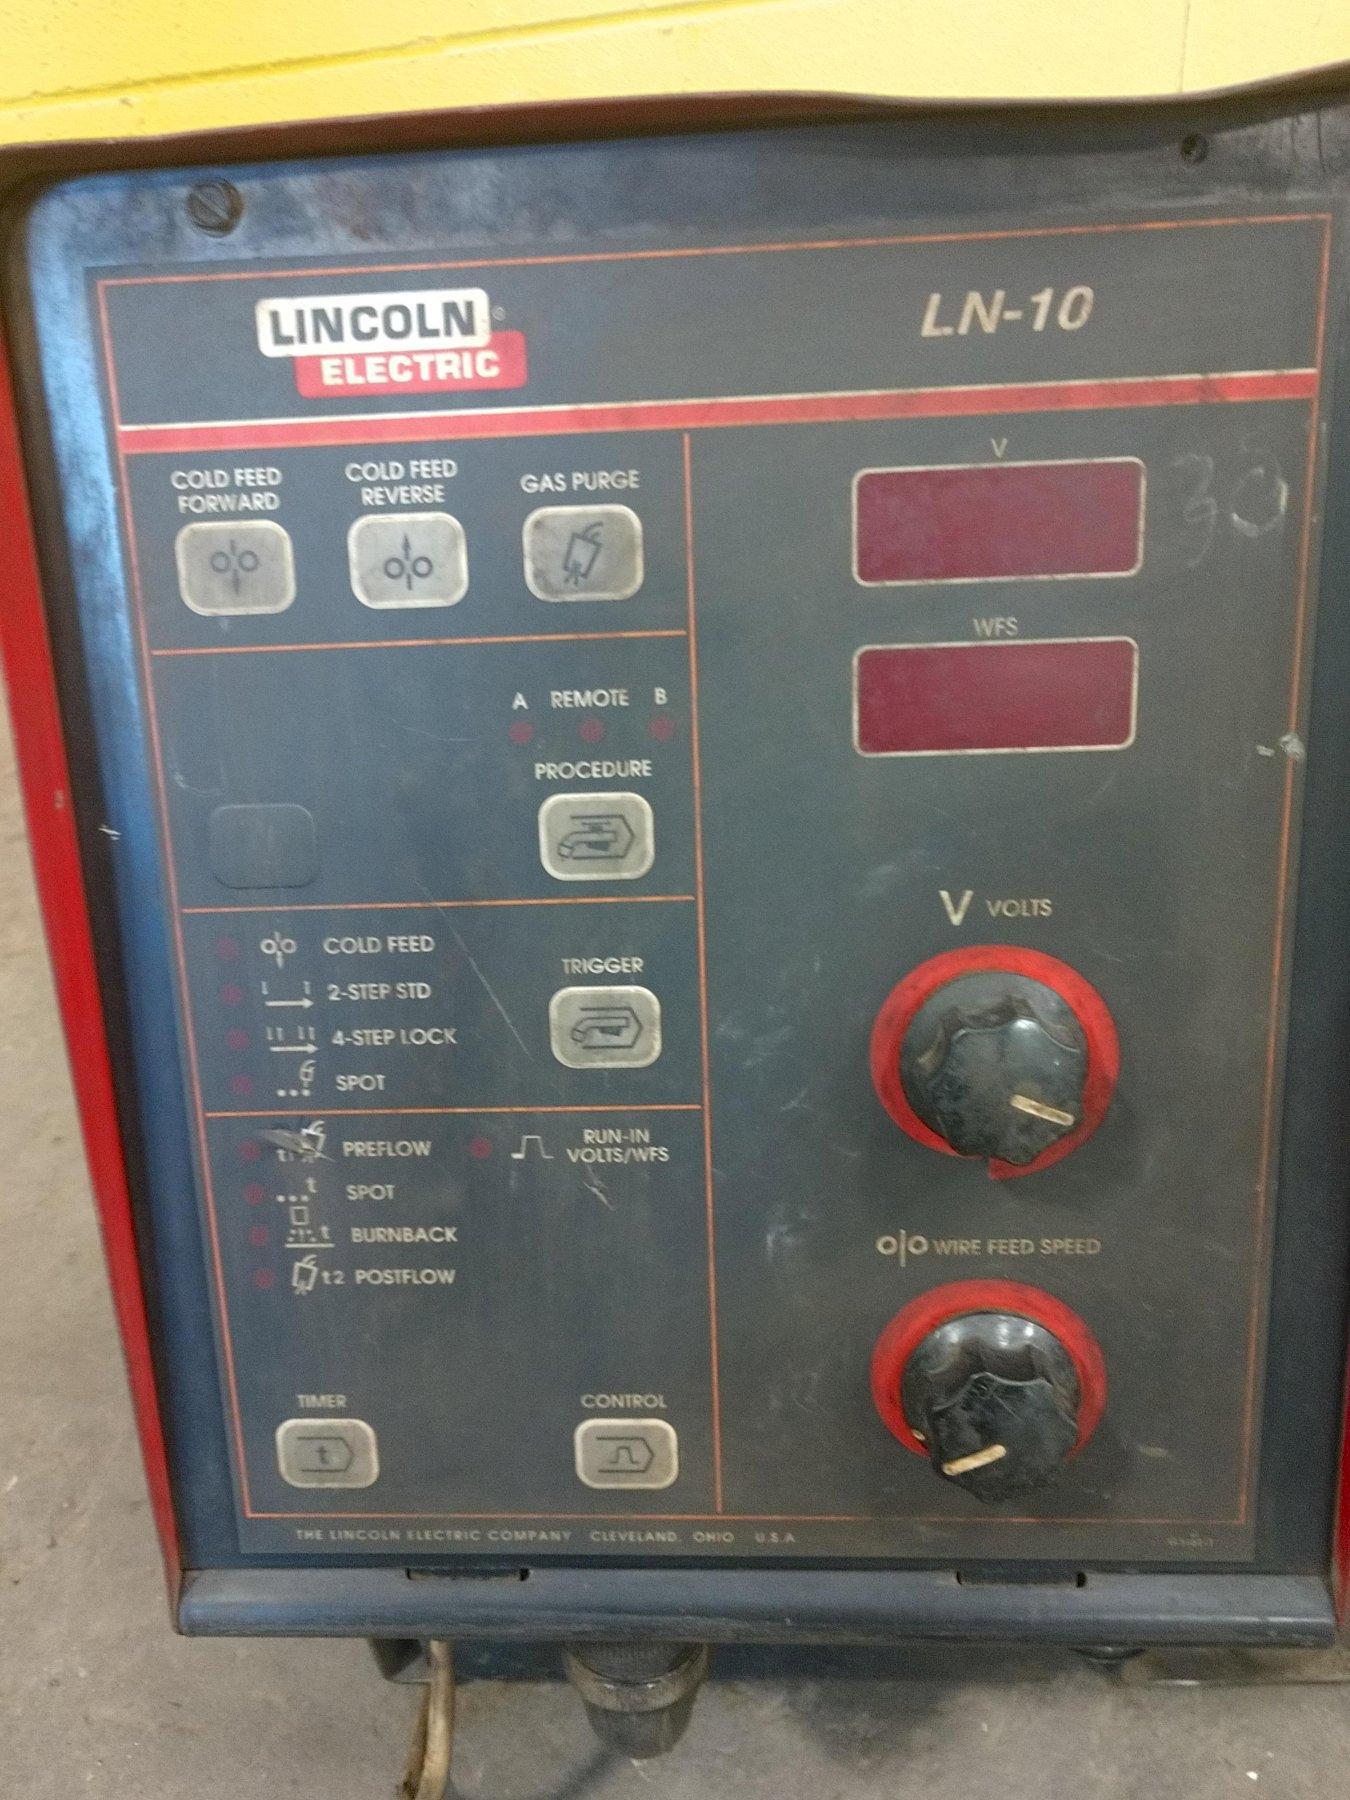 LINCOLN
ELECTRIC
LN-10
COLD FEED
FORWARD
COLD FEED
REVERSE
GAS PURGE
V
WFS
A REMOTE B
PROCEDURE
COLD FEED
2-STEP STD
4-STEP LOCK
SPOT
TRIGGER
PREFLOW
t SPOT
t BURNBACK
t2 POSTFLOW
RUN-IN
VOLTS/WFS
TIMER
t
CONTROL
V VOLTS
WIRE FEED SPEED
THE LINCOLN ELECTRIC COMPANY CLEVELAND, OHIO U.S.A.